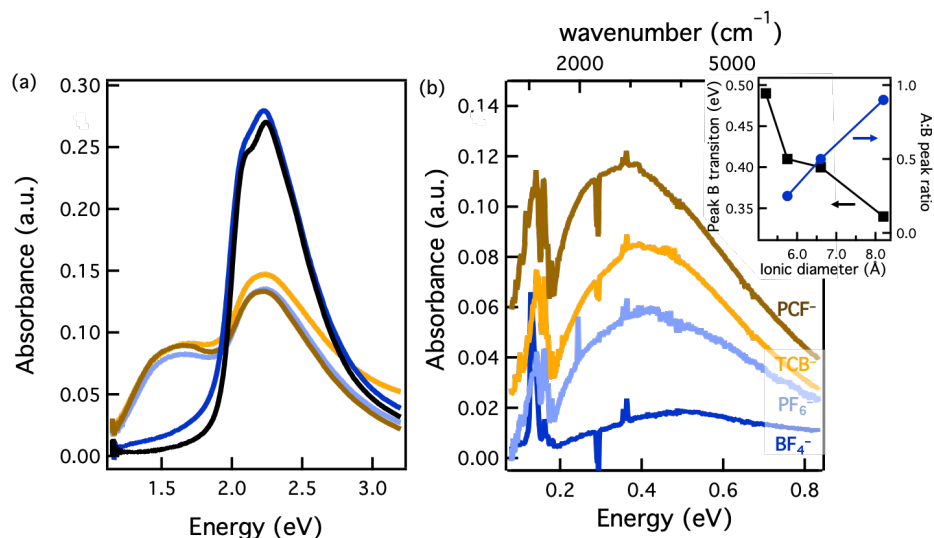 (a)
Absorbance (a.u.)
0.30
0.25
0.20
0.15
0.10
0.05
0.00
1.5 2.0 2.5 3.0
Energy (eV)
(b)
wavenumber (cm⁻¹)
2000 5000
Absorbance (a.u.)
0.14
0.12
0.10
0.08
0.06
0.04
0.02
0.00
0.2 0.4 0.6 0.8
Energy (eV)
PCF⁻
TCB⁻
PF₆⁻
BF₄⁻
Peak B transiton (eV)
0.50
0.45
0.40
0.35
1.0
0.5
0.0
A:B peak ratio
6.0 7.0 8.0
Ionic diameter (Å)